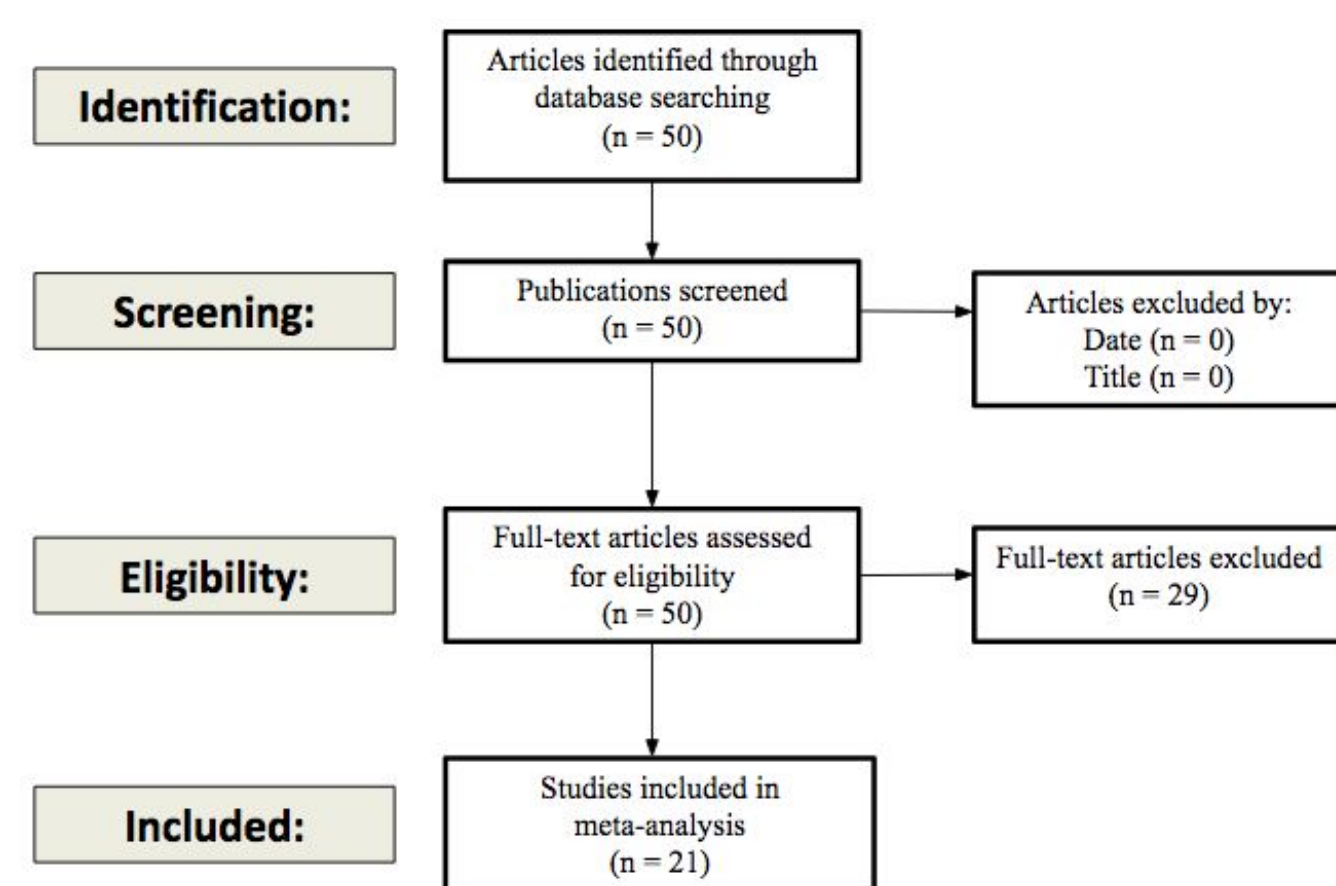 Identification:
Articles identified through
database searching
(n = 50)
Screening:
Publications screened
(n = 50)
Articles excluded by:
Date (n = 0)
Title (n = 0)
Eligibility:
Full-text articles assessed
for eligibility
(n = 50)
Full-text articles excluded
(n = 29)
Included:
Studies included in
meta-analysis
(n = 21)